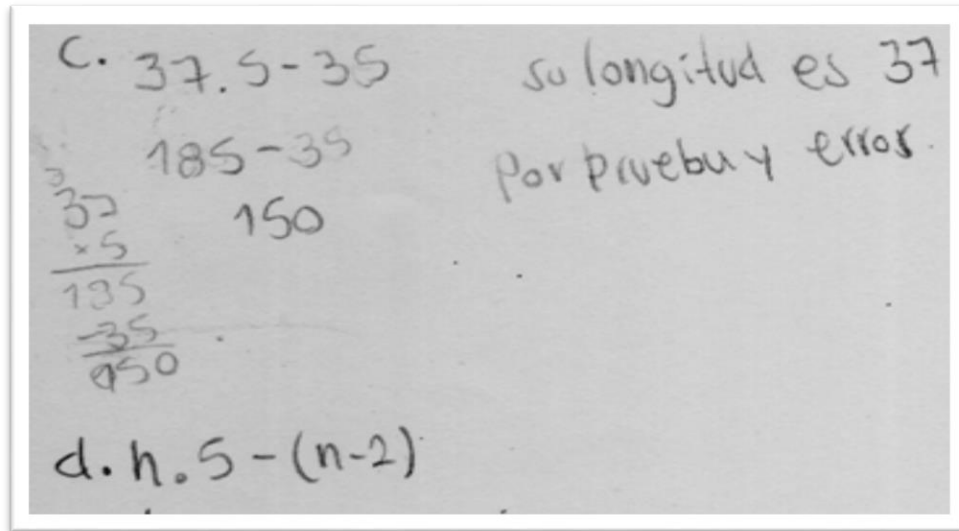 c. 37.5-35
185-35
150
su longitud es 37
por prueba y error.
3
37
×5
185
-35
150
d. n.5-(n-2)